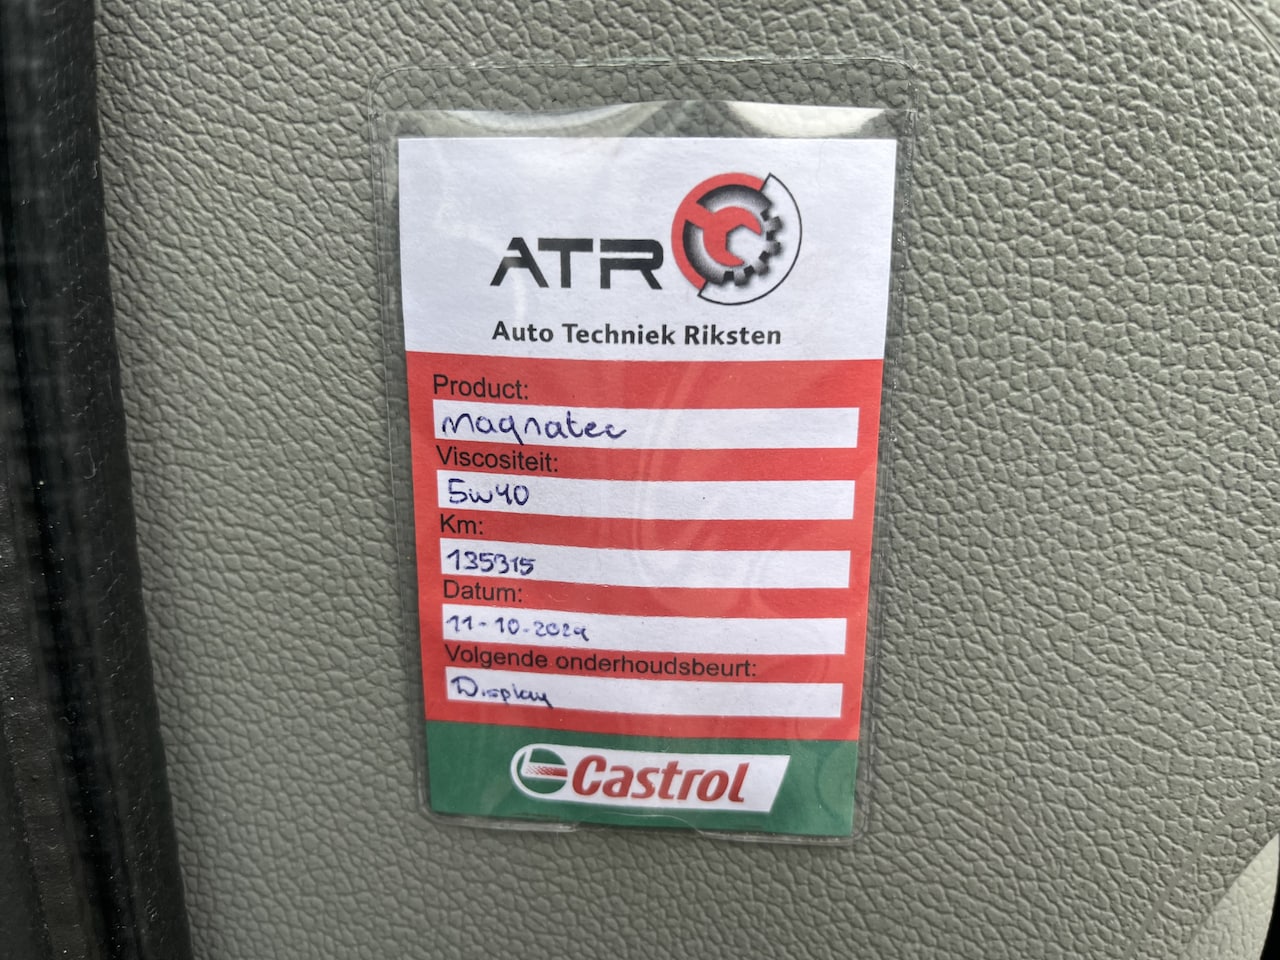 ATR
Auto Techniek Riksten
Product:
Magnatec
Viscositeit:
5w40
Km:
135315
Datum:
11-10-2024
Volgende onderhoudsbeurt:
Display
Castrol